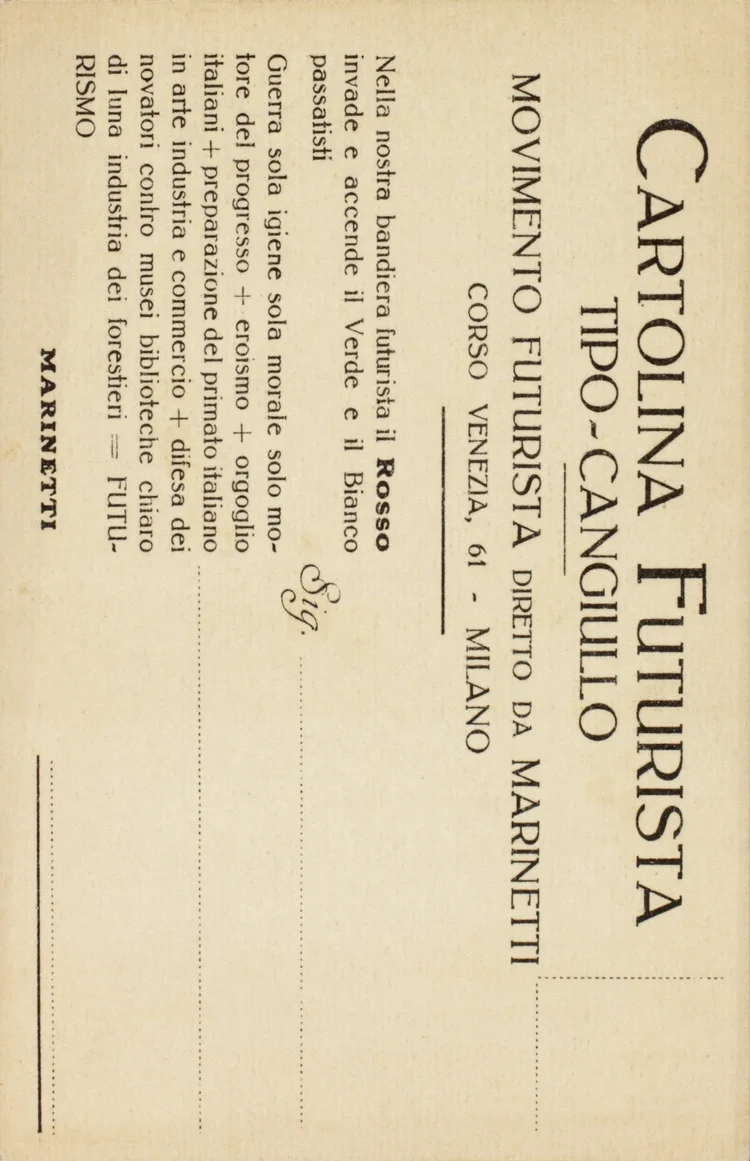 CARTOLINA FUTURISTA
TIPO-CANGIULLO
MOVIMENTO FUTURISTA DIRETTO DA MARINETTI
CORSO VENEZIA, 61 - MILANO
Nella nostra bandiera futurista il Rosso
invade e accende il Verde e il Bianco
passatisti
Guerra sola igiene sola morale solo mo-
tore del progresso + eroismo + orgoglio
italiani + preparazione del primato italiano
in arte industria e commercio + difesa dei
novatori contro musei biblioteche chiaro
di luna industria dei forestieri = FUTU-
RISMO
MARINETTI
Sig.